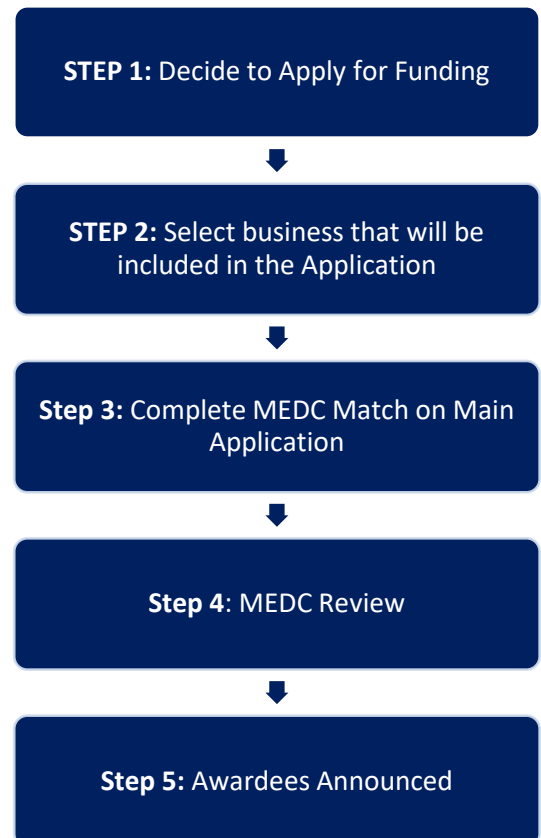 STEP 1: Decide to Apply for Funding
STEP 2: Select business that will be
included in the Application
Step 3: Complete MEDC Match on Main
Application
Step 4: MEDC Review
Step 5: Awardees Announced